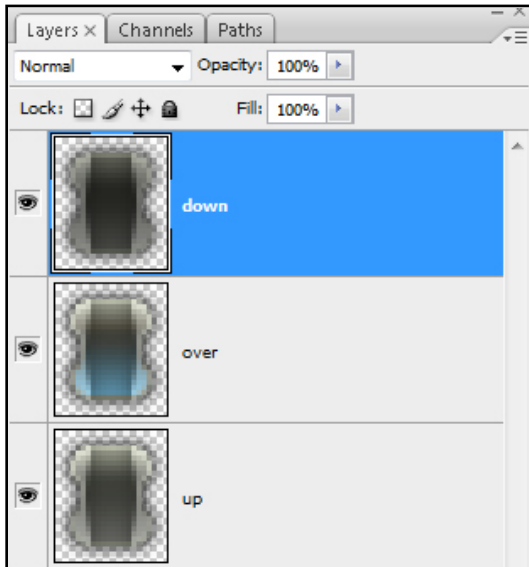 Layers × Channels Paths
Normal Opacity: 100%
Lock: Fill: 100%
down
over
up